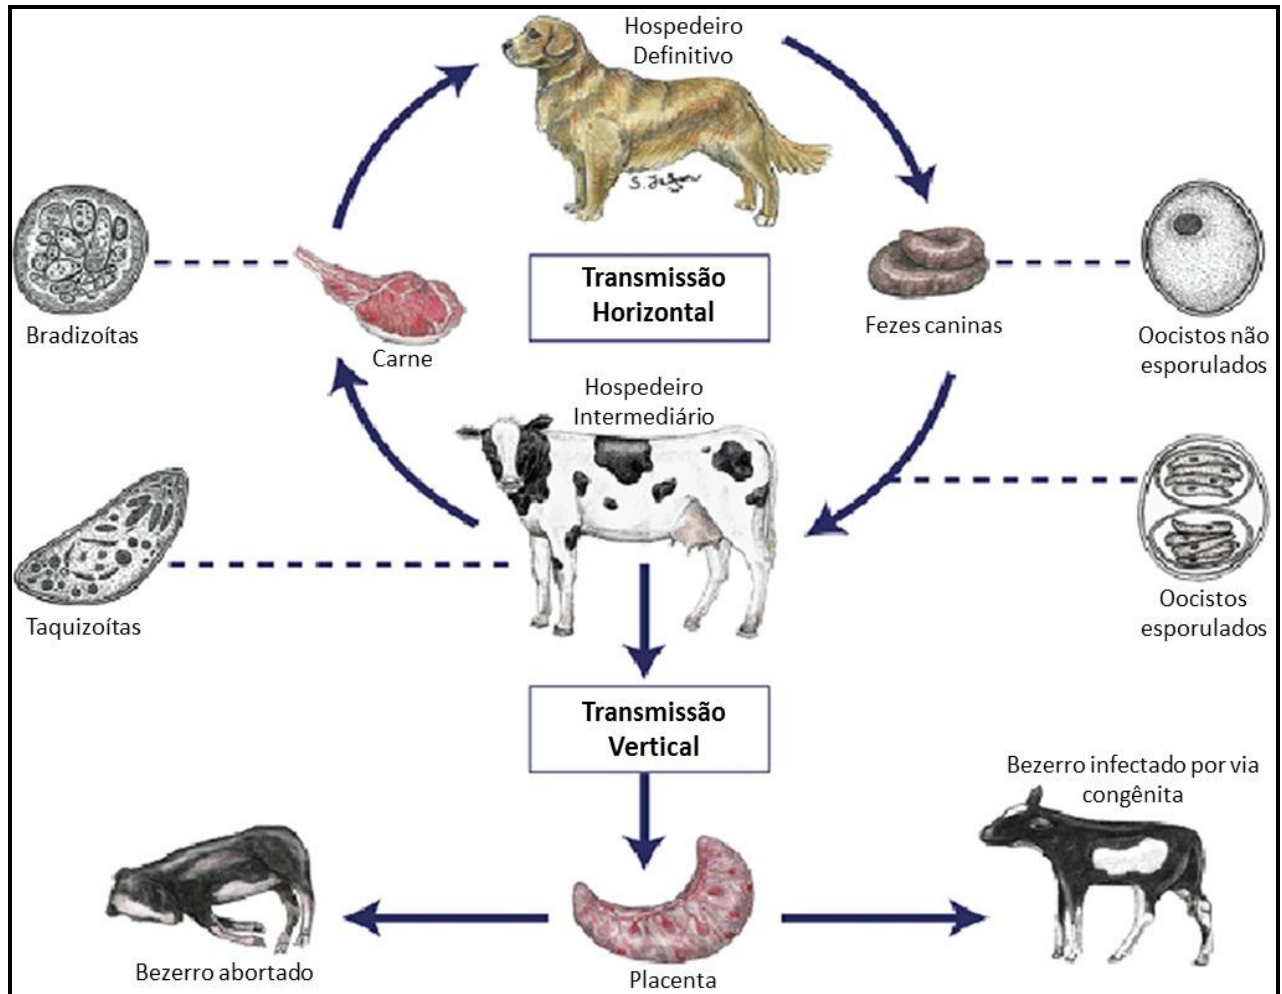 Hospedeiro
Definitivo
Transmissão
Horizontal
Fezes caninas
Oocistos não
esporulados
Bradizoítas
Carne
Hospedeiro
Intermediário
Taquizoítas
Oocistos
esporulados
Transmissão
Vertical
Bezerro infectado por via
congênita
Bezerro abortado
Placenta